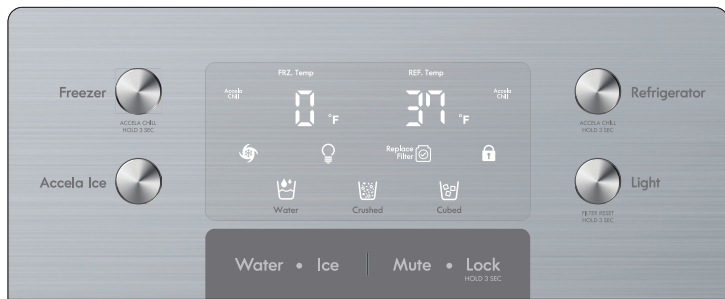 FRZ. Temp REF. Temp
Freezer Accela Chill 0 °F 37 °F Accela Chill Refrigerator
ACCELA CHILL
HOLD 3 SEC
ACCELA CHILL
HOLD 3 SEC
Replace
Filter
Accela Ice
Light
Water Crushed Cubed
FILTER RESET
HOLD 3 SEC
Water • Ice | Mute • Lock
HOLD 3 SEC